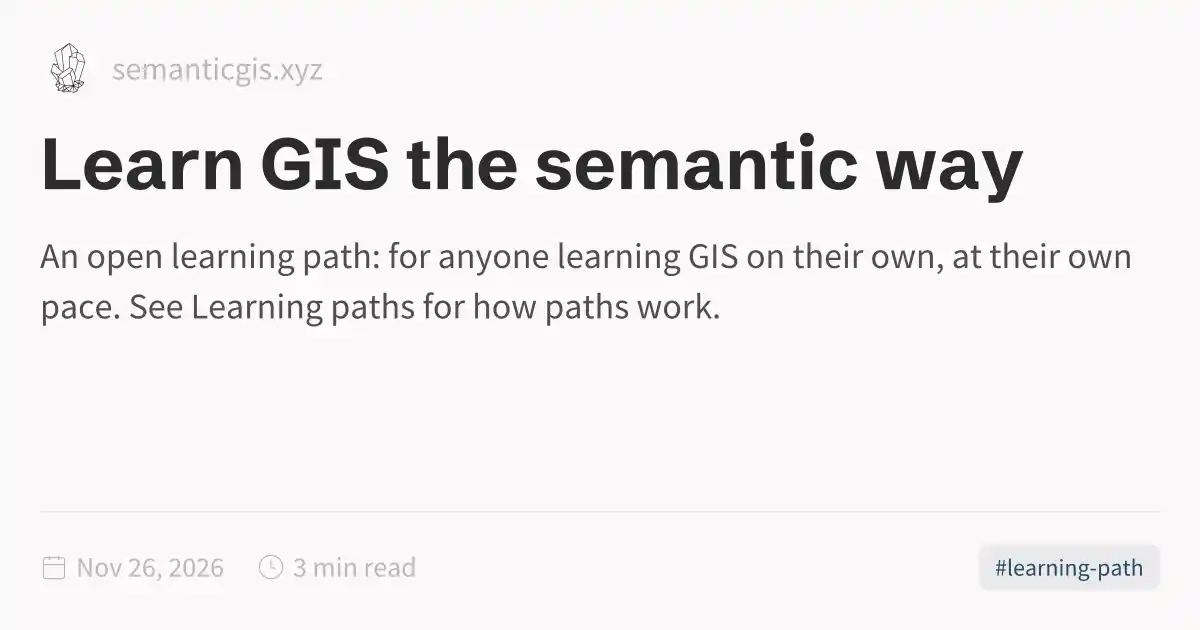 semanticgis.xyz
Learn GIS the semantic way
An open learning path: for anyone learning GIS on their own, at their own
pace. See Learning paths for how paths work.
Nov 26, 2026
3 min read
#learning-path